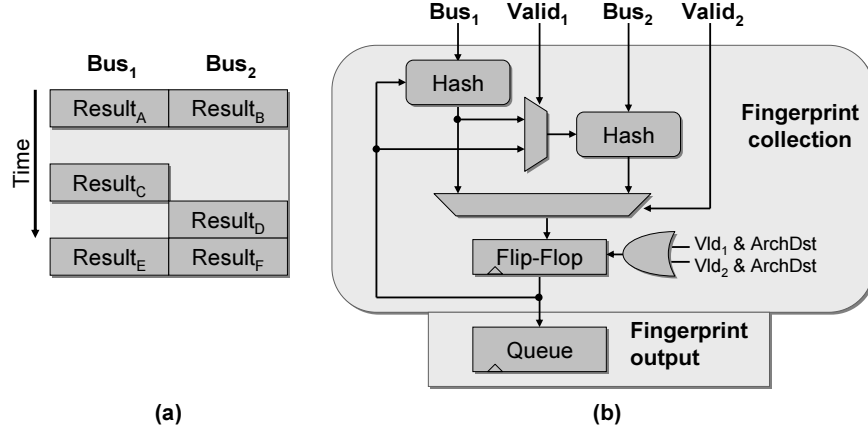 Bus1 Bus2
Time
ResultA ResultB
ResultC
ResultD
ResultE ResultF
(a)
Bus1 Valid1 Bus2 Valid2
Hash
Hash
Fingerprint
collection
Flip-Flop
Vld1 & ArchDst
Vld2 & ArchDst
Queue
Fingerprint
output
(b)